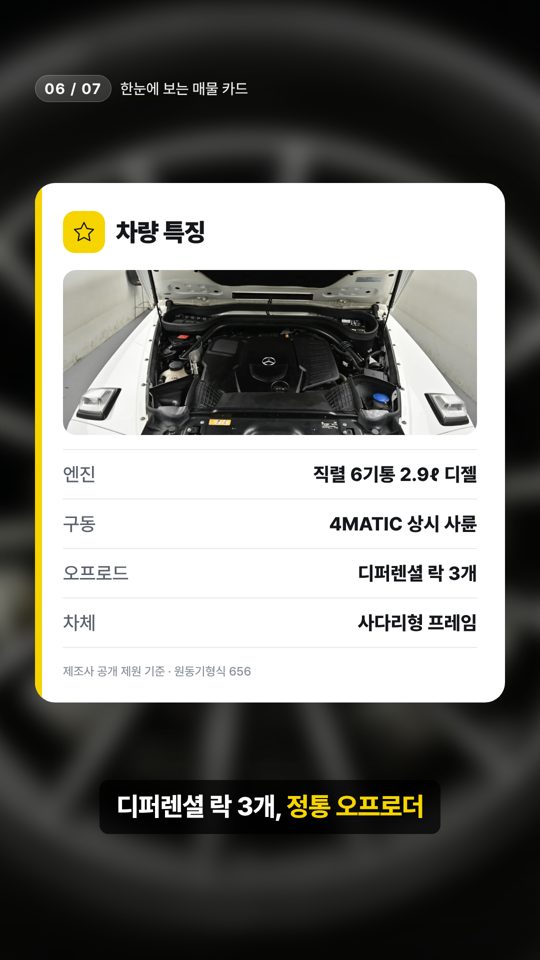 06 / 07 한눈에 보는 매물 카드
차량 특징
엔진 직렬 6기통 2.9ℓ 디젤
구동 4MATIC 상시 사륜
오프로드 디퍼렌셜 락 3개
차체 사다리형 프레임
제조사 공개 제원 기준 · 원동기형식 656
디퍼렌셜 락 3개, 정통 오프로더